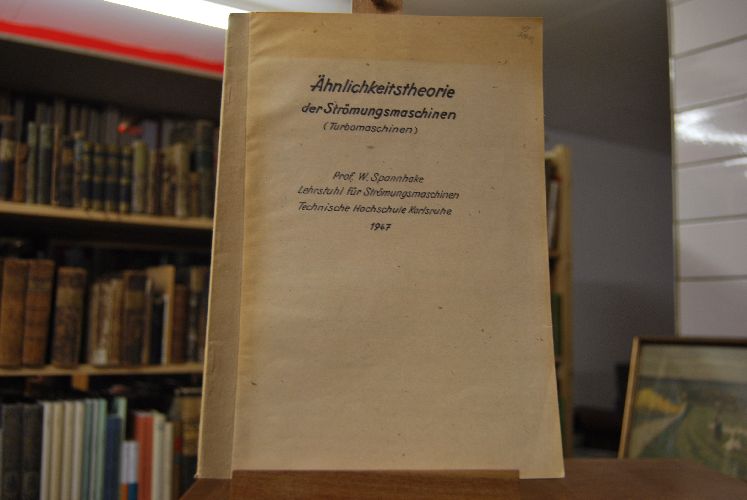 Ähnlichkeitstheorie
der Strömungsmaschinen
(Turbomaschinen)
Prof. W. Spannhake
Lehrstuhl für Strömungsmaschinen
Technische Hochschule Karlsruhe
1947